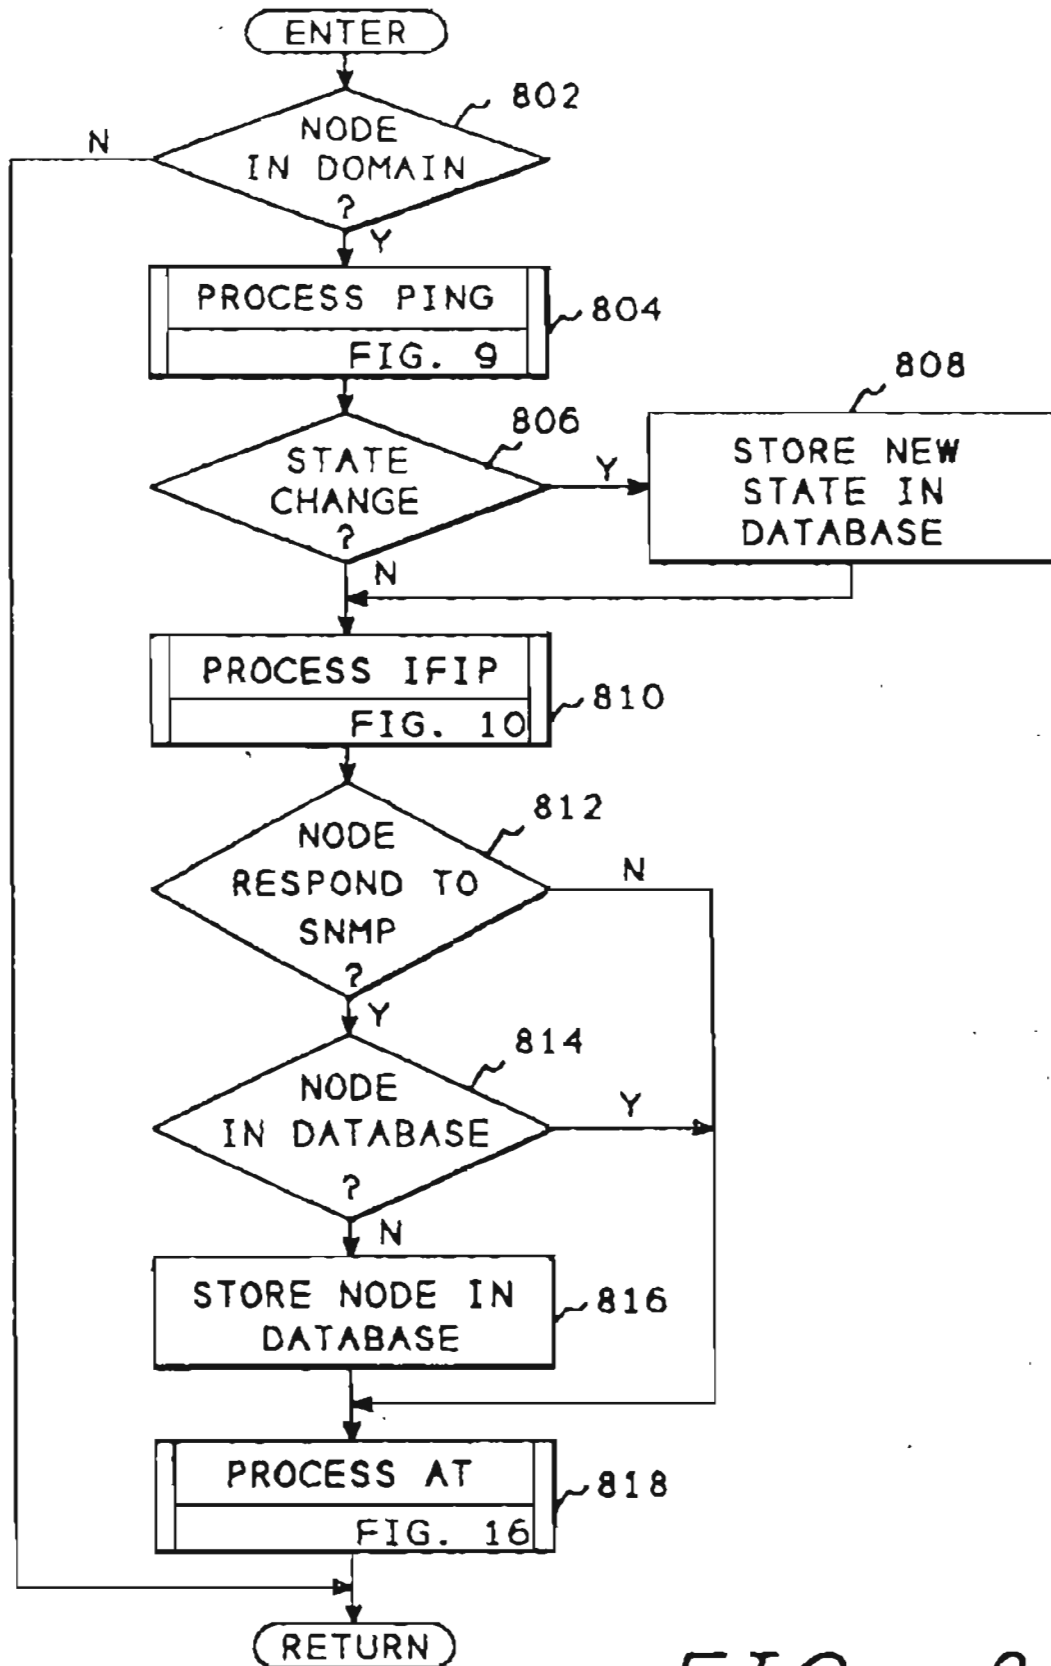 ENTER
802
N
NODE
IN DOMAIN
?
Y
PROCESS PING
804
FIG. 9
808
806
STATE
CHANGE
?
Y
STORE NEW
STATE IN
DATABASE
N
PROCESS IFIP
810
FIG. 10
812
NODE
RESPOND TO
SNMP
?
N
Y
814
NODE
IN DATABASE
?
Y
N
STORE NODE IN
DATABASE
816
PROCESS AT
818
FIG. 16
RETURN
FIG.